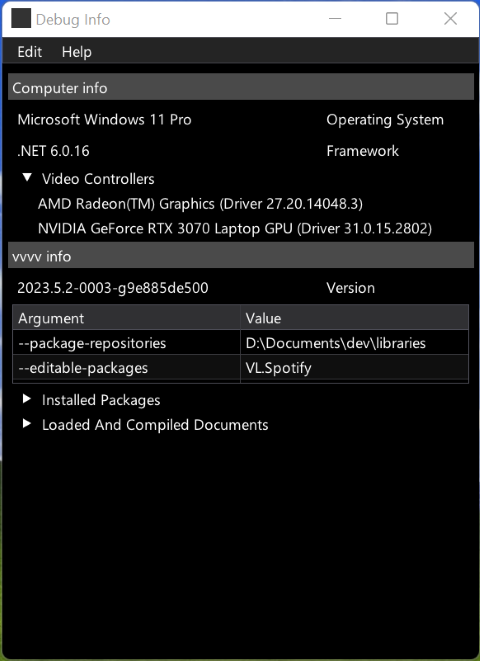 Debug Info
Edit Help
Computer info
Microsoft Windows 11 Pro Operating System
.NET 6.0.16 Framework
Video Controllers
AMD Radeon(TM) Graphics (Driver 27.20.14048.3)
NVIDIA GeForce RTX 3070 Laptop GPU (Driver 31.0.15.2802)
vvvv info
2023.5.2-0003-g9e885de500 Version
Argument Value
--package-repositories D:\Documents\dev\libraries
--editable-packages VL.Spotify
Installed Packages
Loaded And Compiled Documents